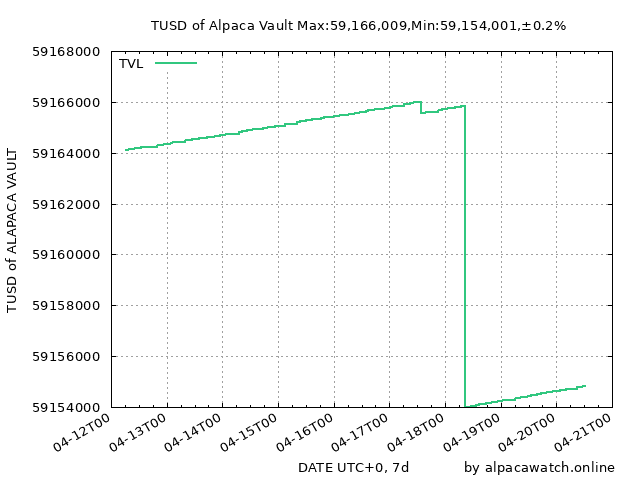 TUSD of Alpaca Vault Max:59,166,009,Min:59,154,001,±0.2%
TVL
TUSD of ALAPACA VAULT
59168000
59166000
59164000
59162000
59160000
59158000
59156000
59154000
04-12T00
04-13T00
04-14T00
04-15T00
04-16T00
04-17T00
04-18T00
04-19T00
04-20T00
04-21T00
DATE UTC+0, 7d
by alpacawatch.online